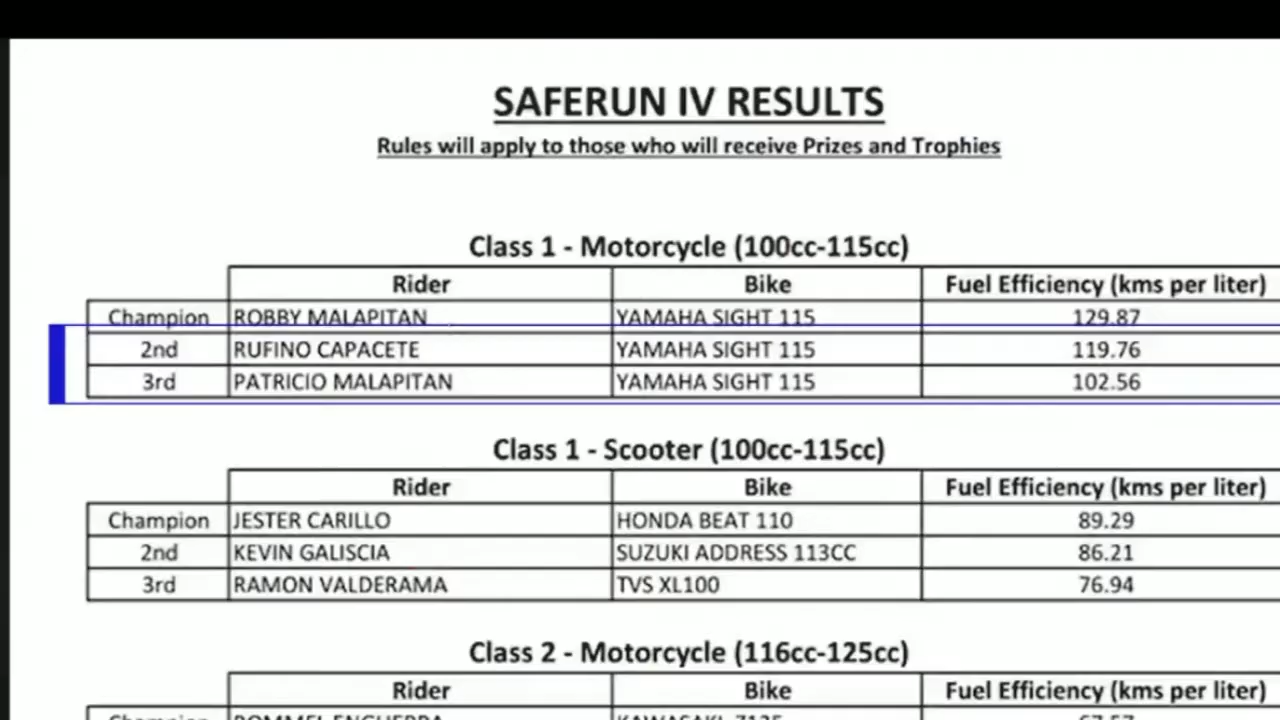 SAFERUN IV RESULTS
Rules will apply to those who will receive Prizes and Trophies
Class 1 - Motorcycle (100cc-115cc)
Rider Bike Fuel Efficiency (kms per liter)
Champion ROBBY MALAPITAN YAMAHA SIGHT 115 129.87
2nd RUFINO CAPACETE YAMAHA SIGHT 115 119.76
3rd PATRICIO MALAPITAN YAMAHA SIGHT 115 102.56
Class 1 - Scooter (100cc-115cc)
Rider Bike Fuel Efficiency (kms per liter)
Champion JESTER CARILLO HONDA BEAT 110 89.29
2nd KEVIN GALISCIA SUZUKI ADDRESS 113CC 86.21
3rd RAMON VALDERAMA TVS XL100 76.94
Class 2 - Motorcycle (116cc-125cc)
Rider Bike Fuel Efficiency (kms per liter)
Champion